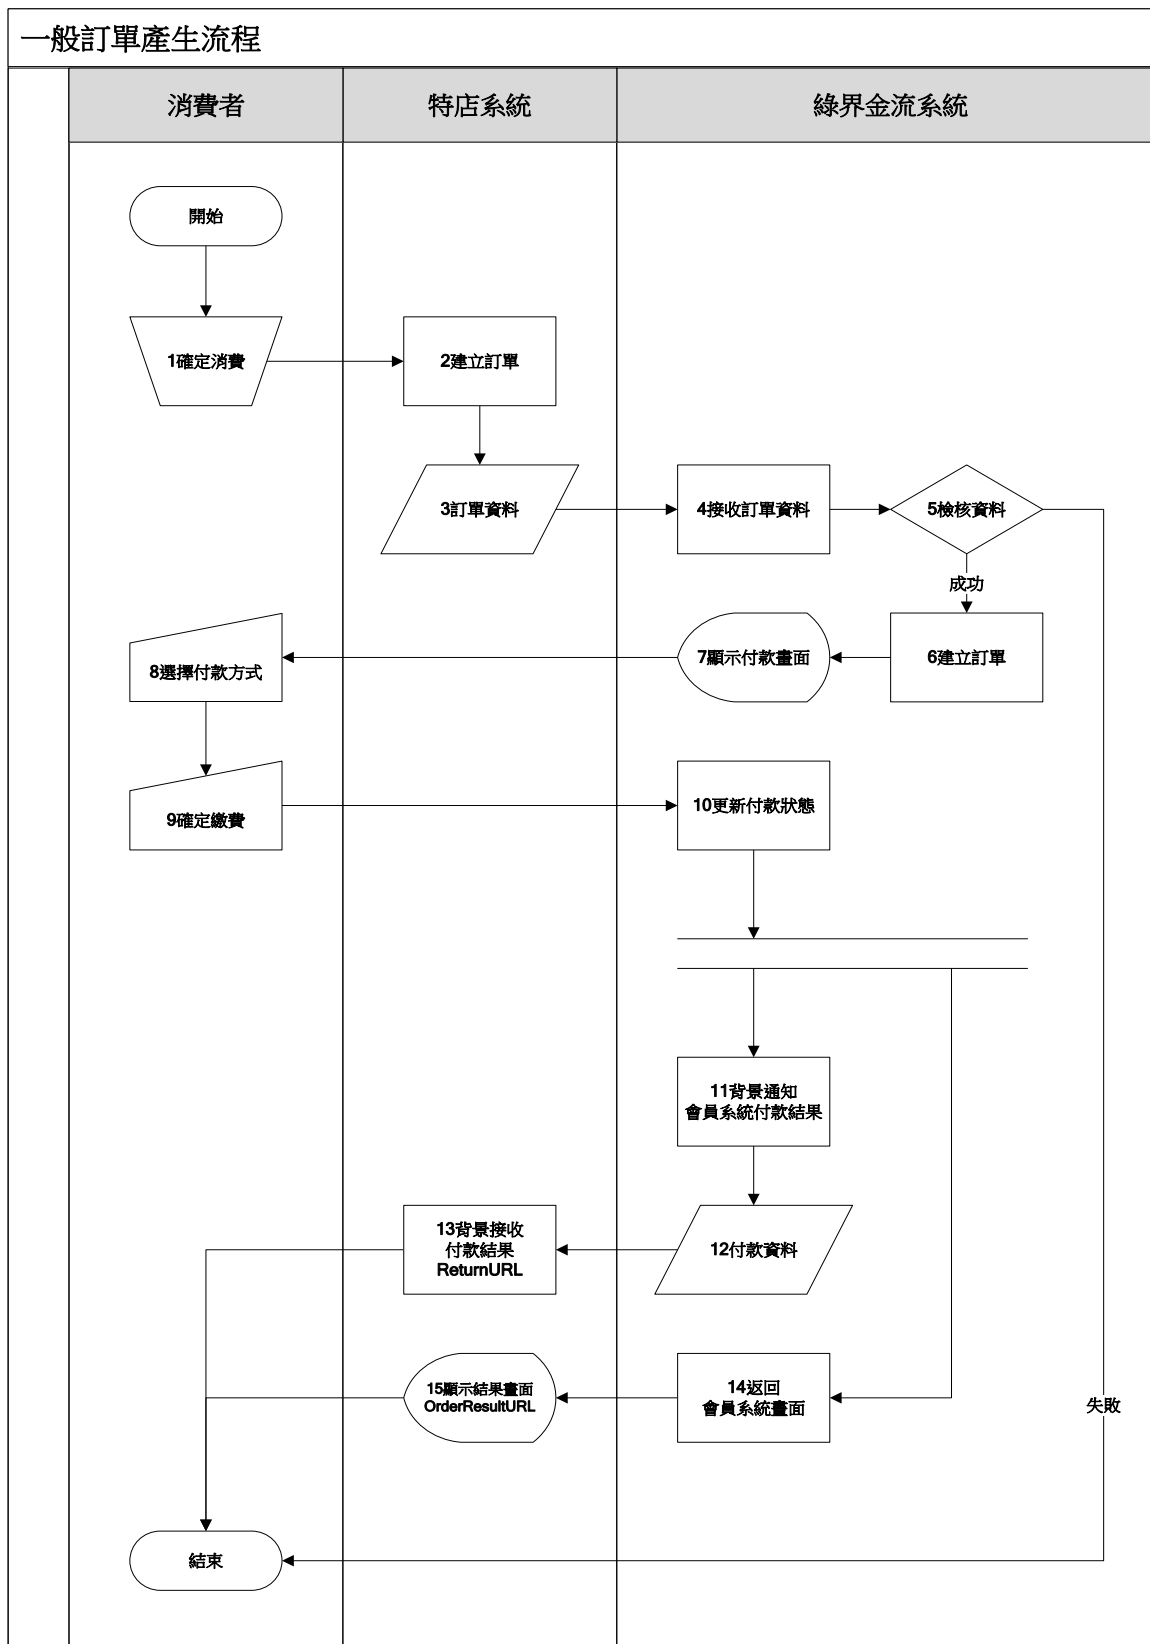 一般訂單產生流程
消費者
特店系統
綠界金流系統
開始
1確定消費
2建立訂單
3訂單資料
4接收訂單資料
5檢核資料
成功
6建立訂單
7顯示付款畫面
8選擇付款方式
9確定繳費
10更新付款狀態
11背景通知
會員系統付款結果
12付款資料
13背景接收
付款結果
ReturnURL
14返回
會員系統畫面
15顯示結果畫面
OrderResultURL
失敗
結束